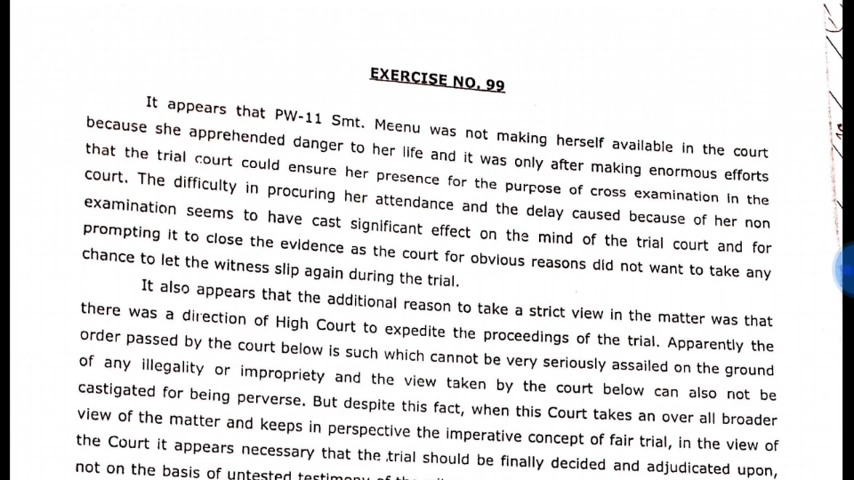 EXERCISE NO. 99
It appears that PW-11 Smt. Meenu was not making herself available in the court
because she apprehended danger to her life and it was only after making enormous efforts
that the trial court could ensure her presence for the purpose of cross examination in the
court. The difficulty in procuring her attendance and the delay caused because of her non
examination seems to have cast significant effect on the mind of the trial court and for
prompting it to close the evidence as the court for obvious reasons did not want to take any
chance to let the witness slip again during the trial.
It also appears that the additional reason to take a strict view in the matter was that
there was a direction of High Court to expedite the proceedings of the trial. Apparently the
order passed by the court below is such which cannot be very seriously assailed on the ground
of any illegality or impropriety and the view taken by the court below can also not be
castigated for being perverse. But despite this fact, when this Court takes an over all broader
view of the matter and keeps in perspective the imperative concept of fair trial, in the view of
the Court it appears necessary that the trial should be finally decided and adjudicated upon,
not on the basis of untested testimony of the